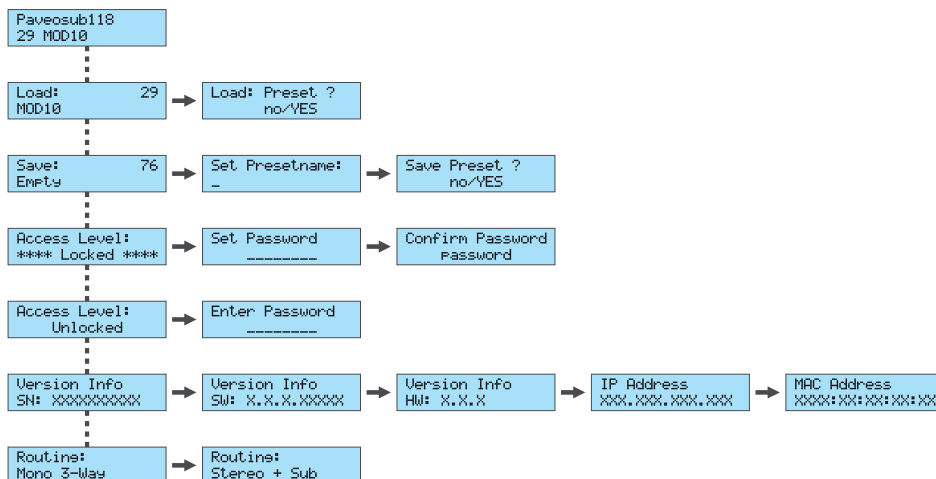 Paveosub118
29 MOD10
Load: 29
MOD10
Load: Preset ?
no/YES
Save: 76
Empty
Set Presetname:
_
Save Preset ?
no/YES
Access Level:
**** Locked ****
Set Password
________
Confirm Password
password
Access Level:
Unlocked
Enter Password
________
Version Info
SN: XXXXXXXXXX
Version Info
SW: X.X.X.XXXXX
Version Info
HW: X.X.X
IP Address
XXX.XXX.XXX.XXX
MAC Address
XXXX:XX:XX:XX:XX
Routing:
Mono 3-Way
Routing:
Stereo + Sub